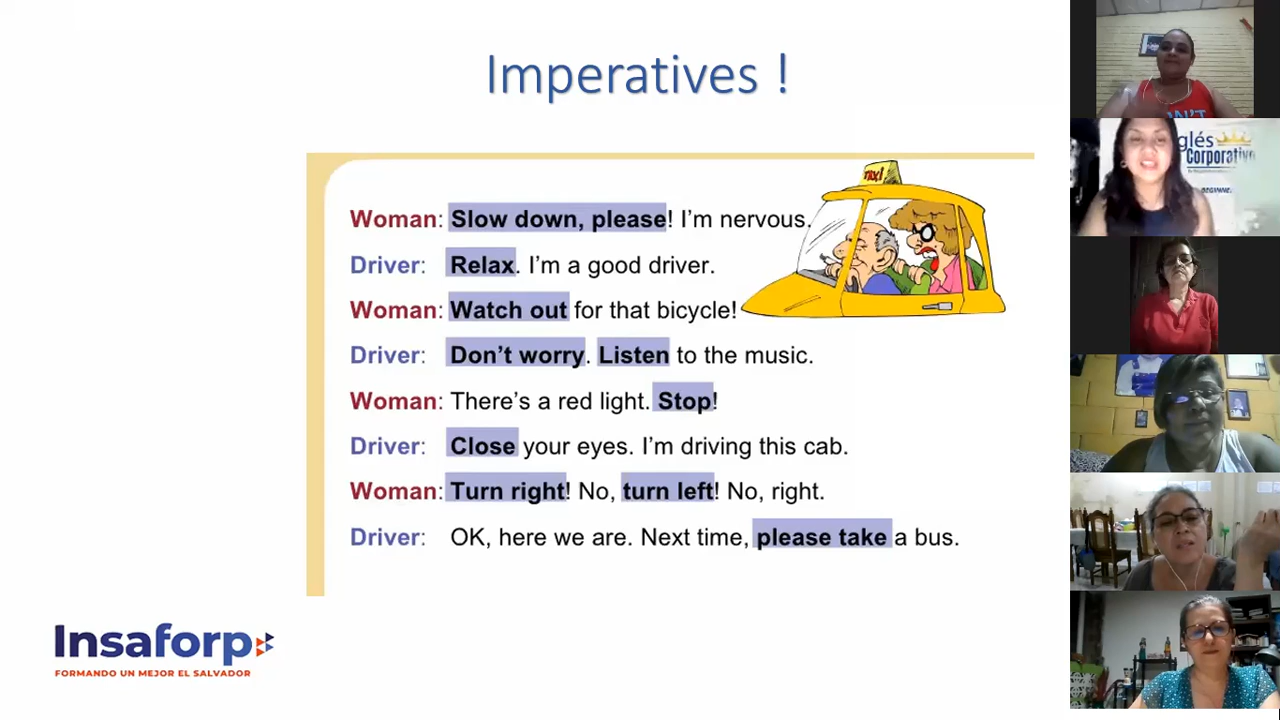 Imperatives !
TAXI
Woman: Slow down, please! I'm nervous.
Driver: Relax. I'm a good driver.
Woman: Watch out for that bicycle!
Driver: Don't worry. Listen to the music.
Woman: There's a red light. Stop!
Driver: Close your eyes. I'm driving this cab.
Woman: Turn right! No, turn left! No, right.
Driver: OK, here we are. Next time, please take a bus.
Insaforp
FORMANDO UN MEJOR EL SALVADOR
glés
Corporativo